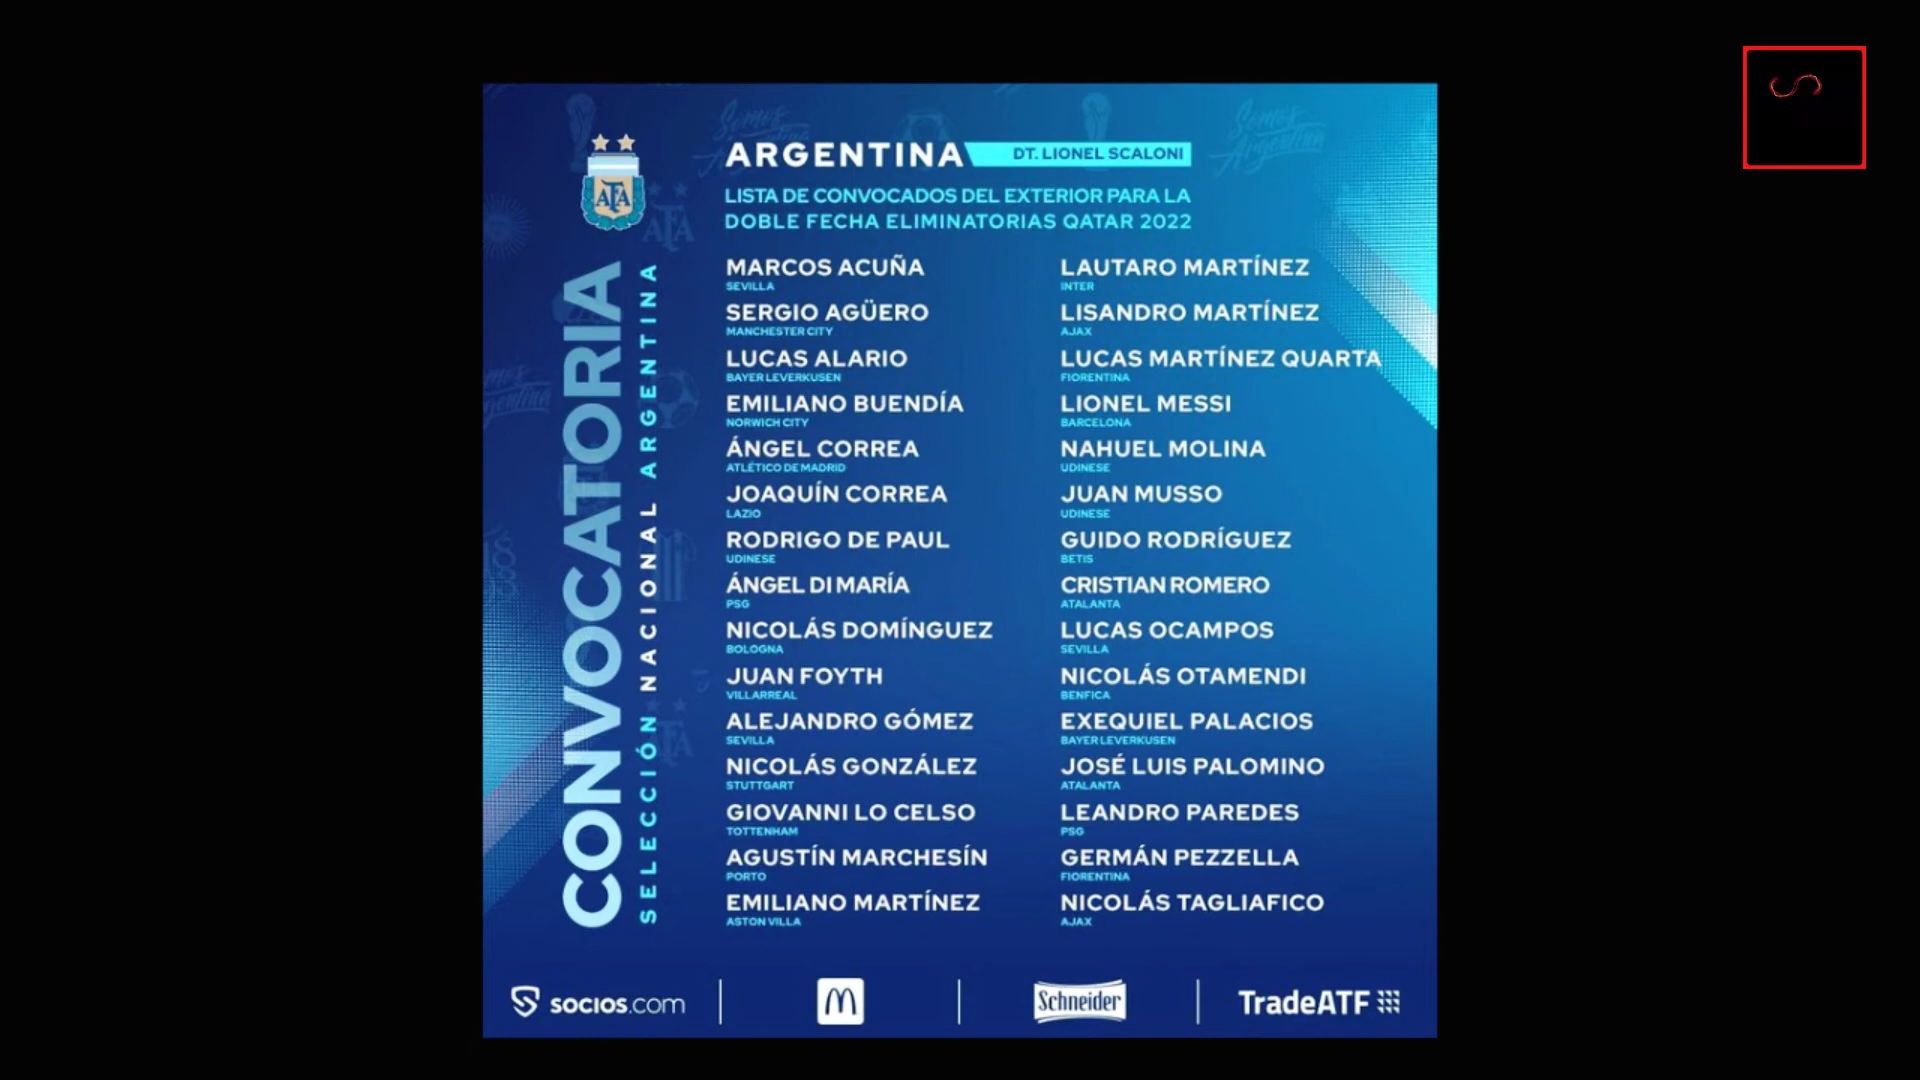 ARGENTINA
DT. LIONEL SCALONI
LISTA DE CONVOCADOS DEL EXTERIOR PARA LA
DOBLE FECHA ELIMINATORIAS QATAR 2022
CONVOCATORIA
SELECCIÓN NACIONAL ARGENTINA
AFA
MARCOS ACUÑA
SEVILLA
SERGIO AGÜERO
MANCHESTER CITY
LUCAS ALARIO
BAYER LEVERKUSEN
EMILIANO BUENDÍA
NORWICH CITY
ÁNGEL CORREA
ATLÉTICO DE MADRID
JOAQUÍN CORREA
LAZIO
RODRIGO DE PAUL
UDINESE
ÁNGEL DI MARÍA
PSG
NICOLÁS DOMÍNGUEZ
BOLOGNA
JUAN FOYTH
VILLARREAL
ALEJANDRO GÓMEZ
SEVILLA
NICOLÁS GONZÁLEZ
STUTTGART
GIOVANNI LO CELSO
TOTTENHAM
AGUSTÍN MARCHESÍN
PORTO
EMILIANO MARTÍNEZ
ASTON VILLA
LAUTARO MARTÍNEZ
INTER
LISANDRO MARTÍNEZ
AJAX
LUCAS MARTÍNEZ QUARTA
FIORENTINA
LIONEL MESSI
BARCELONA
NAHUEL MOLINA
UDINESE
JUAN MUSSO
UDINESE
GUIDO RODRÍGUEZ
BETIS
CRISTIAN ROMERO
ATALANTA
LUCAS OCAMPOS
SEVILLA
NICOLÁS OTAMENDI
BENFICA
EXEQUIEL PALACIOS
BAYER LEVERKUSEN
JOSÉ LUIS PALOMINO
ATALANTA
LEANDRO PAREDES
PSG
GERMÁN PEZZELLA
FIORENTINA
NICOLÁS TAGLIAFICO
AJAX
socios.com
M
Schneider
TradeATF